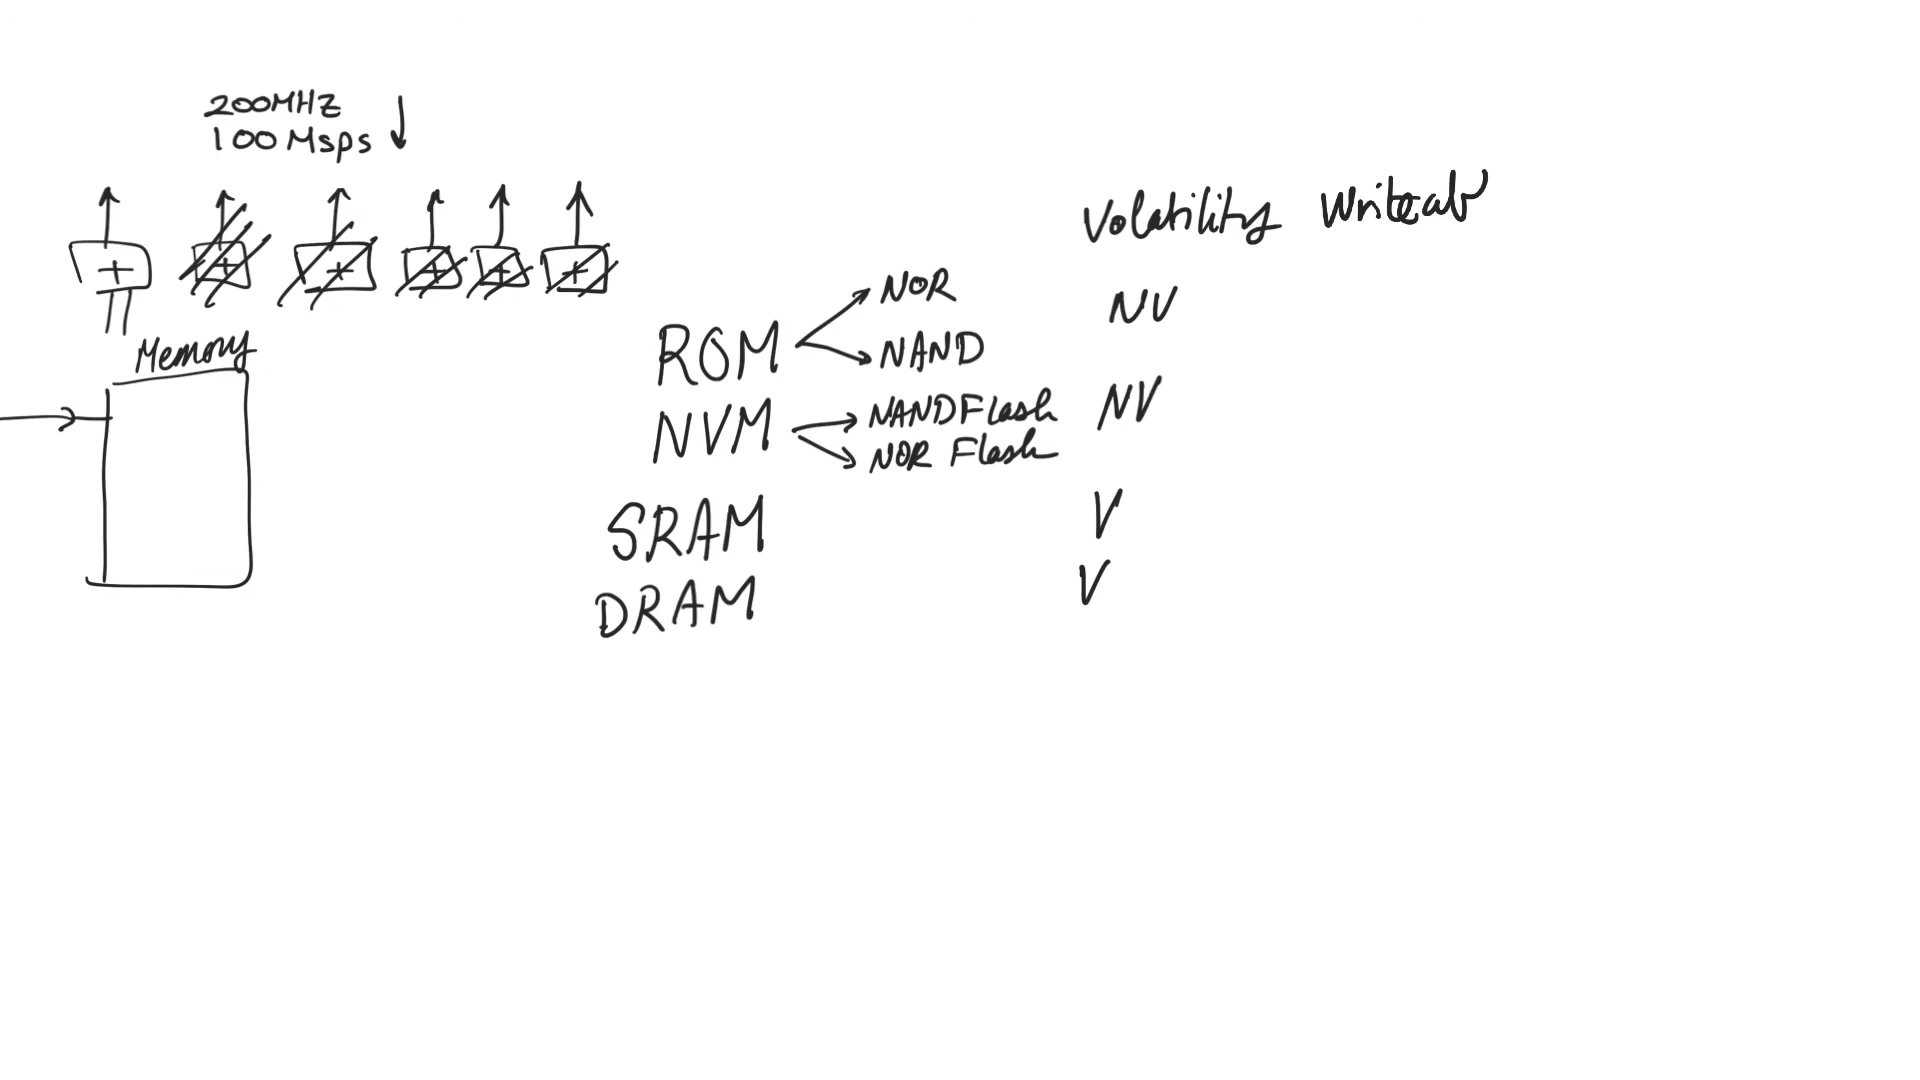 200MHZ
100 Msps
+ + + + + +
Memory
Volatility Writeab
ROM NOR NAND NV
NVM NANDFlash NOR Flash NV
SRAM V
DRAM V